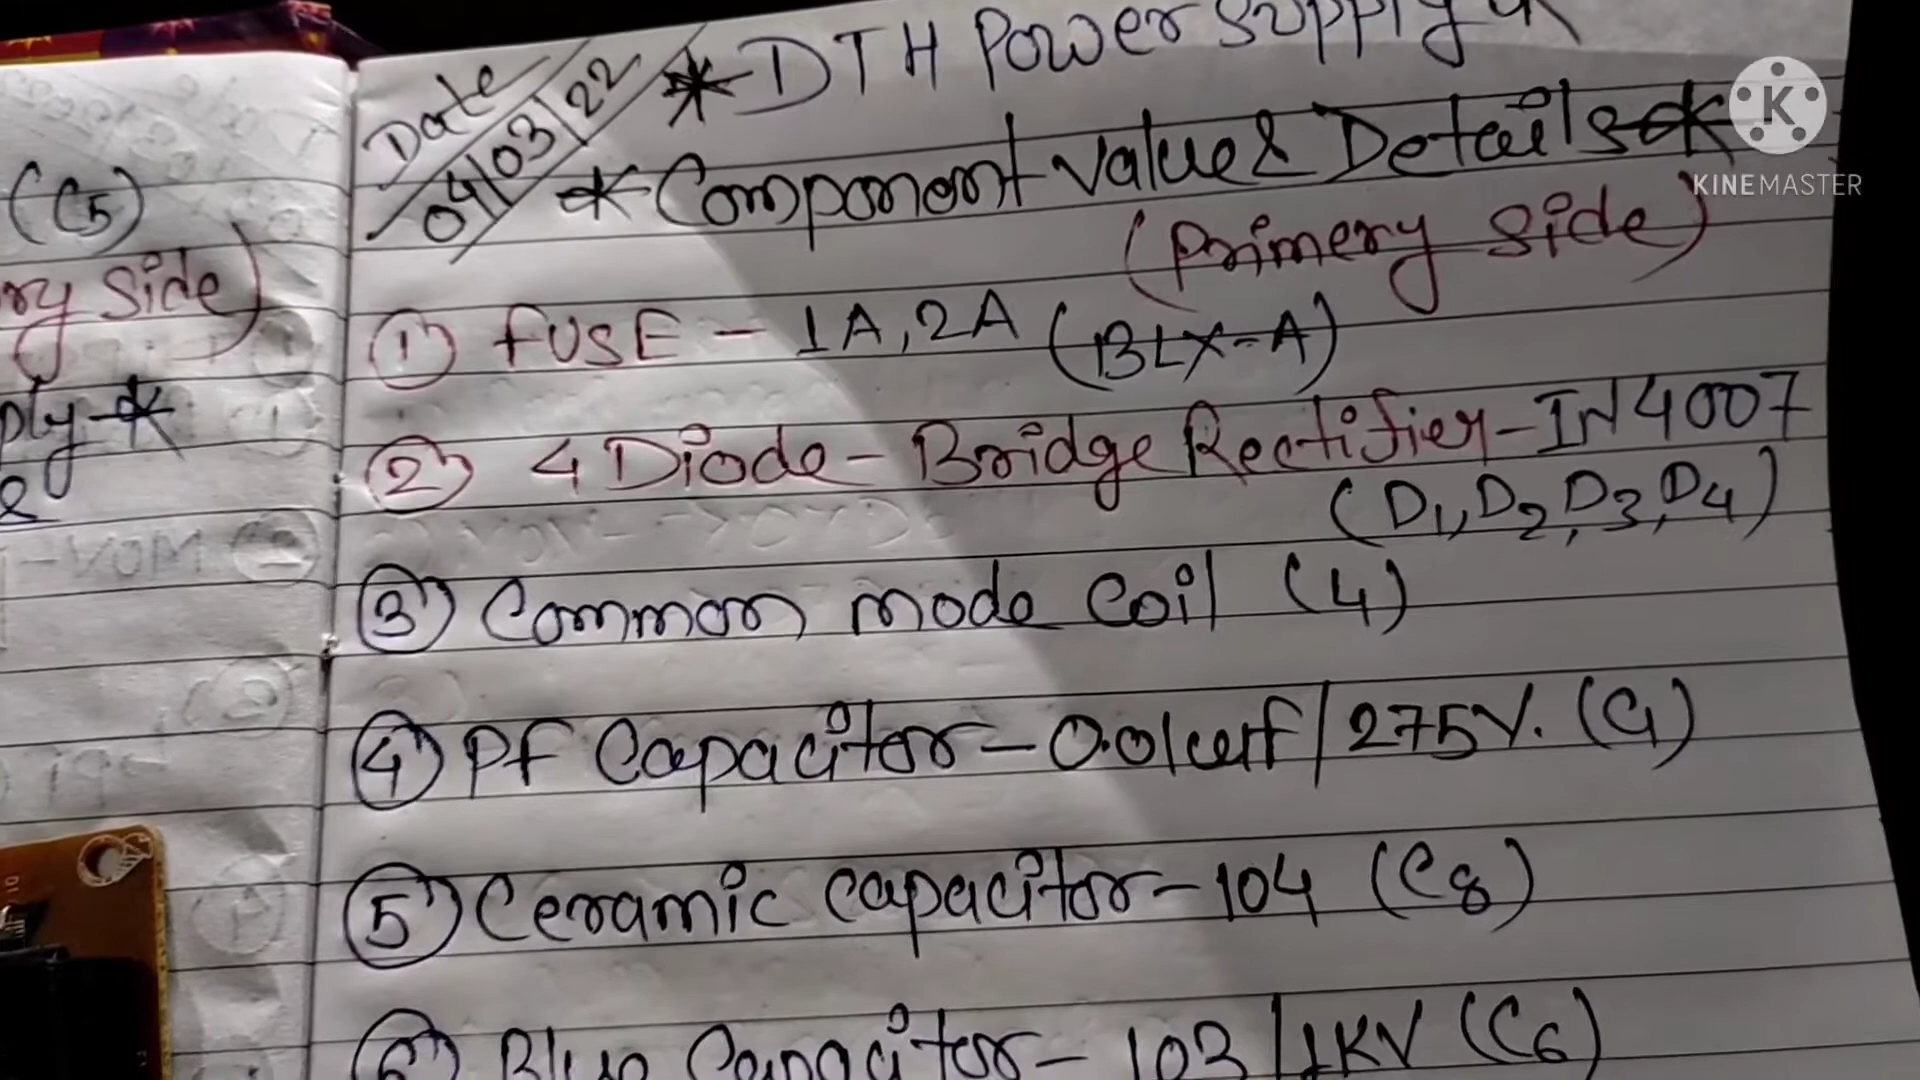 (C5)
ry Side)
ply *
&
Date
04/03/22
* DTH Power Supply *
* Component Value & Details *
(Primery Side)
① FUSE - 1A, 2A (BLX-A)
② 4 Diode - Bridge Rectifier - IN4007
(D1, D2, D3, D4)
③ Common mode Coil (4)
④ PF Capacitor - 0.01uf/275V. (C1)
⑤ Ceramic Capacitor - 104 (C8)
⑥ Blue Capacitor - 103/1KV (C6)
KINEMASTER